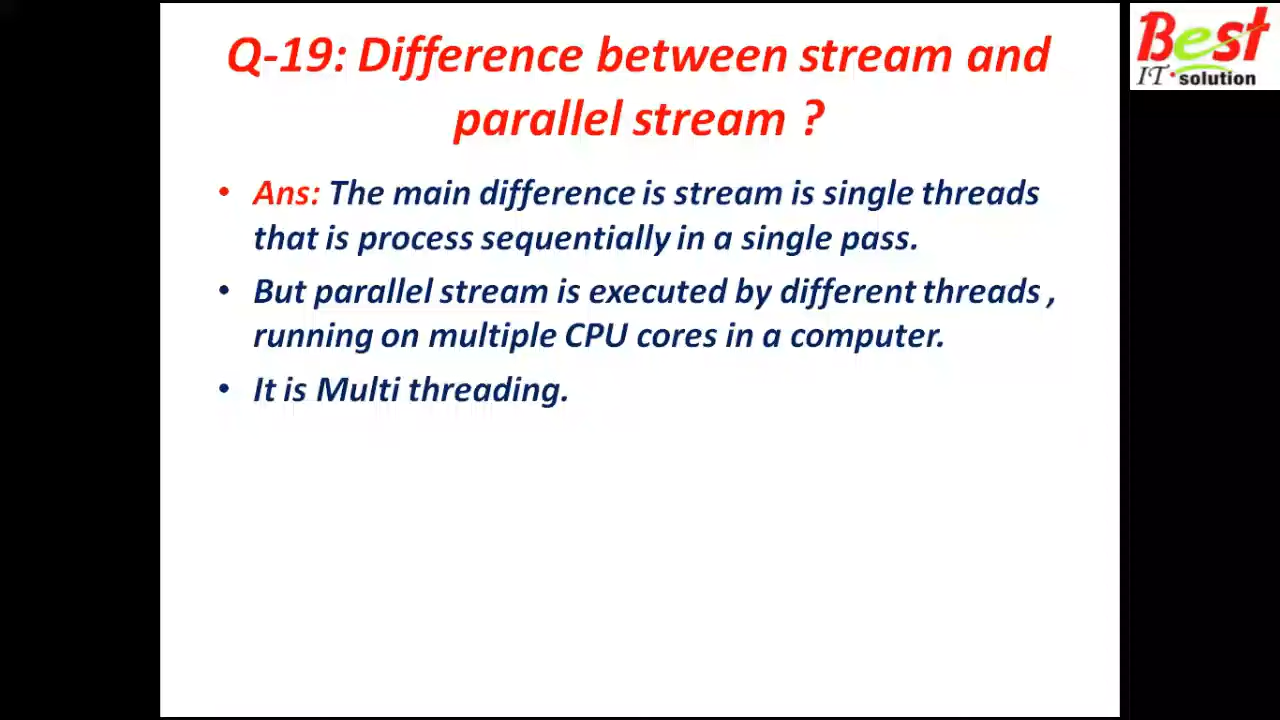 Best
IT solution
Q-19: Difference between stream and
parallel stream ?
• Ans: The main difference is stream is single threads
that is process sequentially in a single pass.
• But parallel stream is executed by different threads ,
running on multiple CPU cores in a computer.
• It is Multi threading.